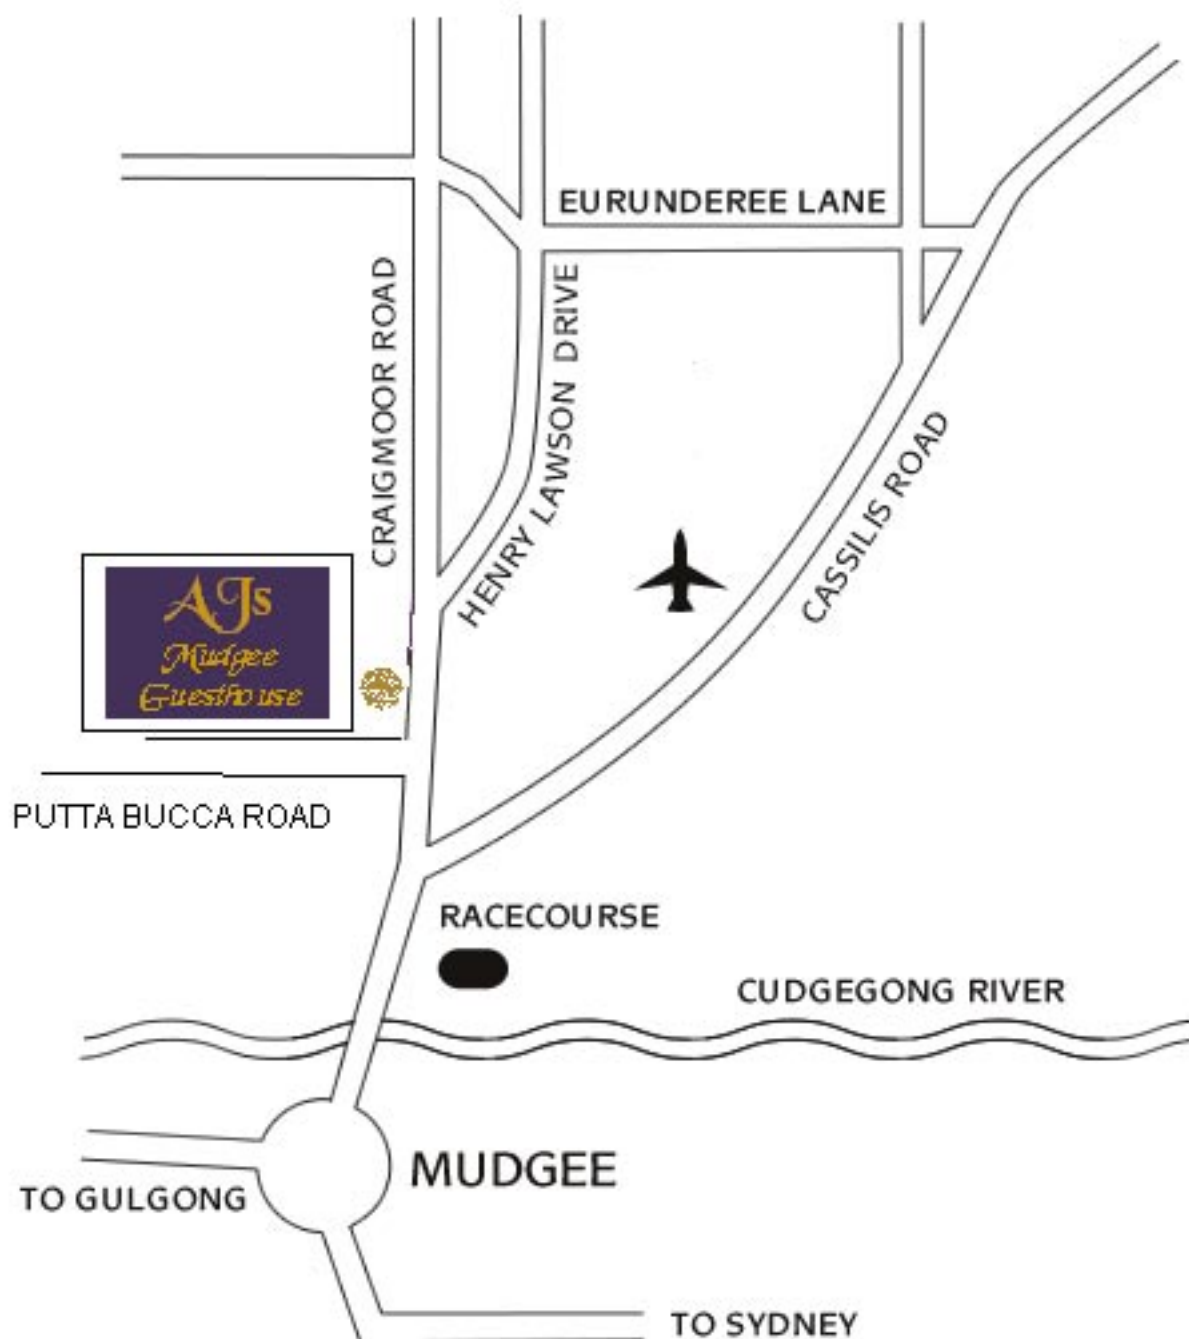 EURUNDEREE LANE
CRAIGMOOR ROAD
HENRY LAWSON DRIVE
CASSILIS ROAD
AJs
Mudgee
Guesthouse
PUTTA BUCCA ROAD
RACECOURSE
CUDGEGONG RIVER
MUDGEE
TO GULGONG
TO SYDNEY